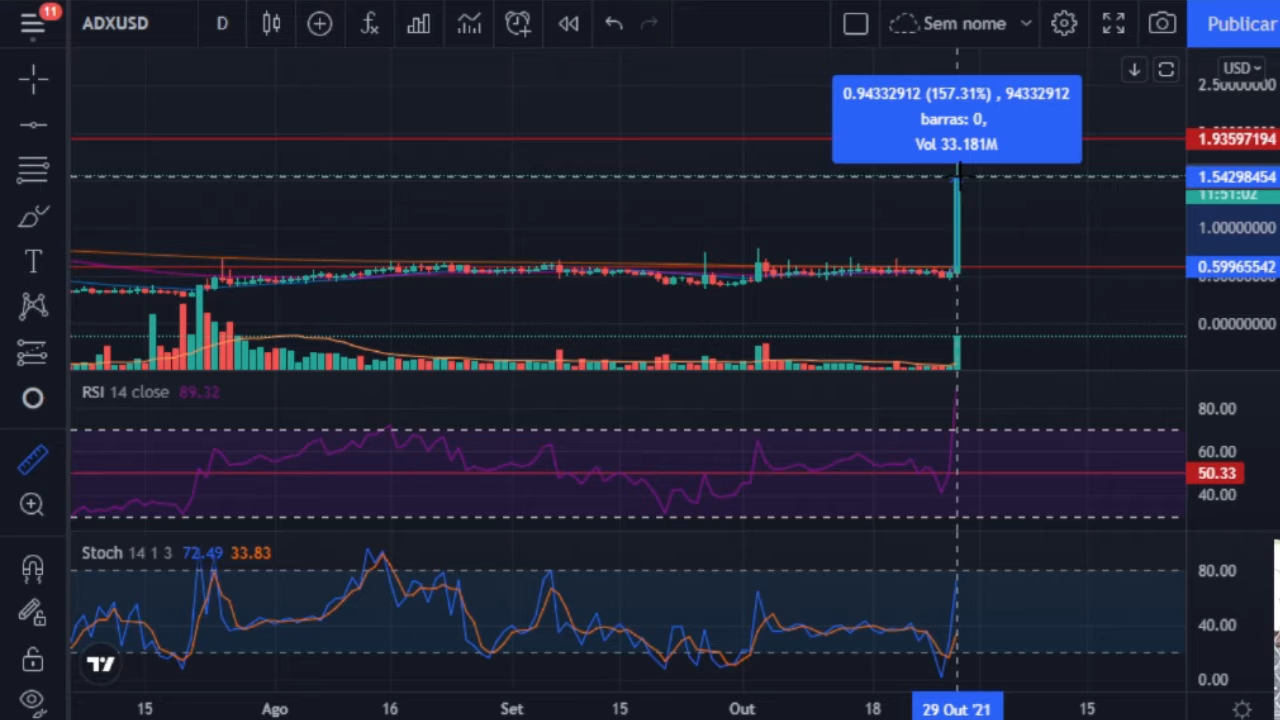 11
ADXUSD
D
Sem nome
Publicar
USD
2.50000000
0.94332912 (157.31%) , 94332912
barras: 0,
Vol 33.181M
1.93597194
1.54298454
11:51:02
1.00000000
0.59965542
0.00000000
RSI 14 close 89.32
80.00
60.00
50.33
40.00
Stoch 14 1 3 72.49 33.83
80.00
40.00
0.00
15
Ago
16
Set
15
Out
18
29 Out '21
15